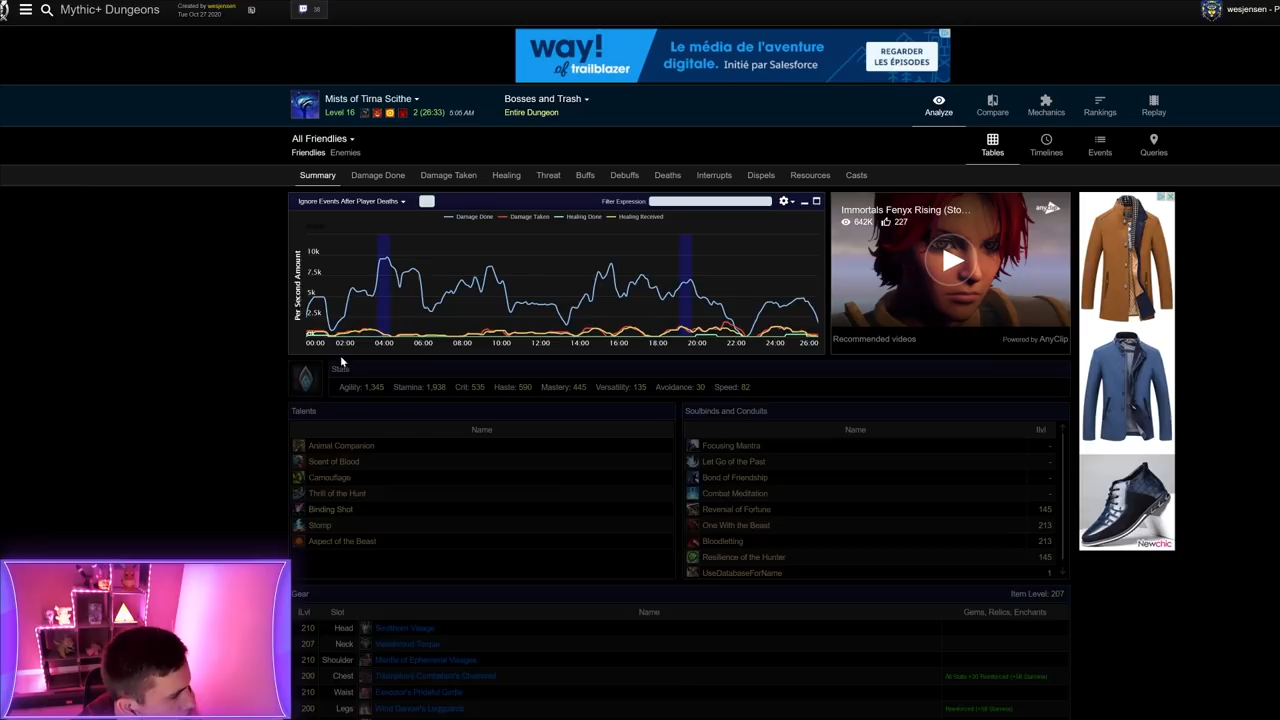 Mythic+ Dungeons
Created by wesjensen
Tue Oct 27 2020
38
wesjensen - P
way!
of trailblazer
Le média de l'aventure
digitale. Initié par Salesforce
REGARDER
LES ÉPISODES
Mists of Tirna Scithe
Level 16 2 (26:33) 5:05 AM
Bosses and Trash
Entire Dungeon
Analyze Compare Mechanics Rankings Replay
All Friendlies
Friendlies Enemies
Tables Timelines Events Queries
Summary Damage Done Damage Taken Healing Threat Buffs Debuffs Deaths Interrupts Dispels Resources Casts
Ignore Events After Player Deaths
Filter Expression:
Damage Done Damage Taken Healing Done Healing Received
Per Second Amount
10k
7.5k
5k
2.5k
0k
00:00 02:00 04:00 06:00 08:00 10:00 12:00 14:00 16:00 18:00 20:00 22:00 24:00 26:00
Immortals Fenyx Rising (Sto...
642K 227
anyclip
Recommended videos
Powered by AnyClip
Stats
Agility: 1,345 Stamina: 1,938 Crit: 535 Haste: 590 Mastery: 445 Versatility: 135 Avoidance: 30 Speed: 82
Talents
Name
Animal Companion
Scent of Blood
Camouflage
Thrill of the Hunt
Binding Shot
Stomp
Aspect of the Beast
Soulbinds and Conduits
Name Ilvl
Focusing Mantra -
Let Go of the Past -
Bond of Friendship -
Combat Meditation -
Reversal of Fortune 145
One With the Beast 213
Bloodletting 213
Resilience of the Hunter 145
UseDatabaseForName 1
Newchic
Gear
Item Level: 207
ILvl Slot Name Gems, Relics, Enchants
210 Head
207 Neck
210 Shoulder Mantle of Ephemeral Visages
200 Chest
210 Waist Executor's Prideful Girdle
200 Legs